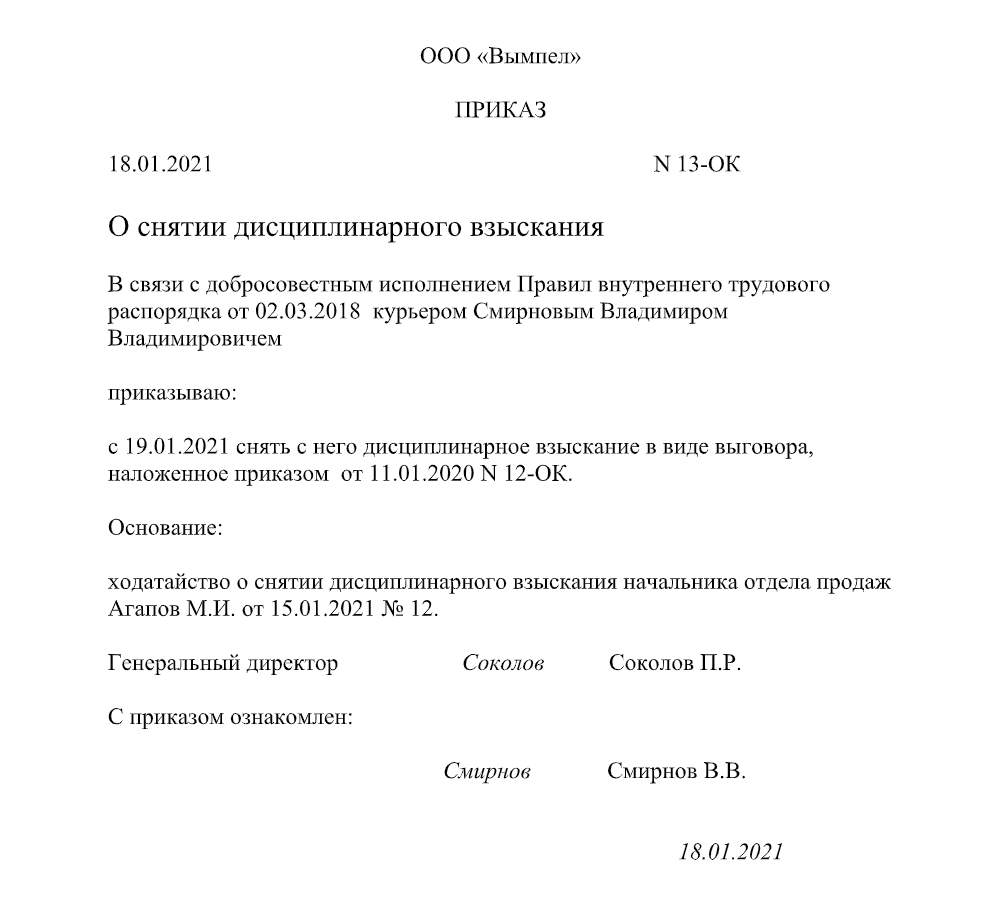 ООО «Вымпел»
ПРИКАЗ
18.01.2021 N 13-ОК
О снятии дисциплинарного взыскания
В связи с добросовестным исполнением Правил внутреннего трудового
распорядка от 02.03.2018 курьером Смирновым Владимиром
Владимировичем
приказываю:
с 19.01.2021 снять с него дисциплинарное взыскание в виде выговора,
наложенное приказом от 11.01.2020 N 12-ОК.
Основание:
ходатайство о снятии дисциплинарного взыскания начальника отдела продаж
Агапов М.И. от 15.01.2021 № 12.
Генеральный директор Соколов Соколов П.Р.
С приказом ознакомлен:
Смирнов Смирнов В.В.
18.01.2021